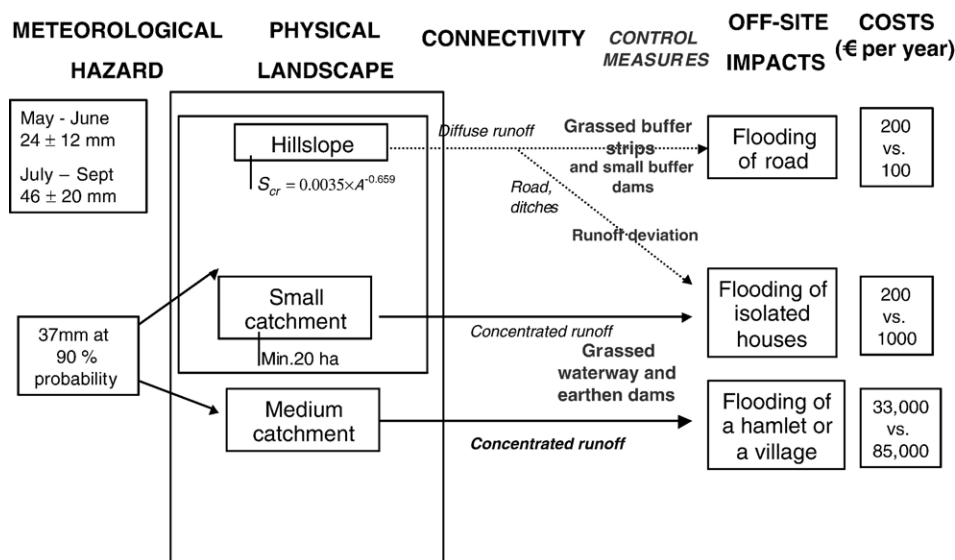 METEOROLOGICAL
HAZARD
PHYSICAL
LANDSCAPE
CONNECTIVITY
CONTROL
MEASURES
OFF-SITE
IMPACTS
COSTS
(€ per year)
May - June
24 ± 12 mm
July – Sept
46 ± 20 mm
37mm at
90 %
probability
Hillslope
S_cr = 0.0035×A^-0.659
Small
catchment
Min.20 ha
Medium
catchment
Diffuse runoff
Road,
ditches
Grassed buffer
strips
and small buffer
dams
Runoff deviation
Concentrated runoff
Grassed
waterway and
earthen dams
Concentrated runoff
Flooding
of road
200
vs.
100
Flooding of
isolated
houses
200
vs.
1000
Flooding of
a hamlet or
a village
33,000
vs.
85,000